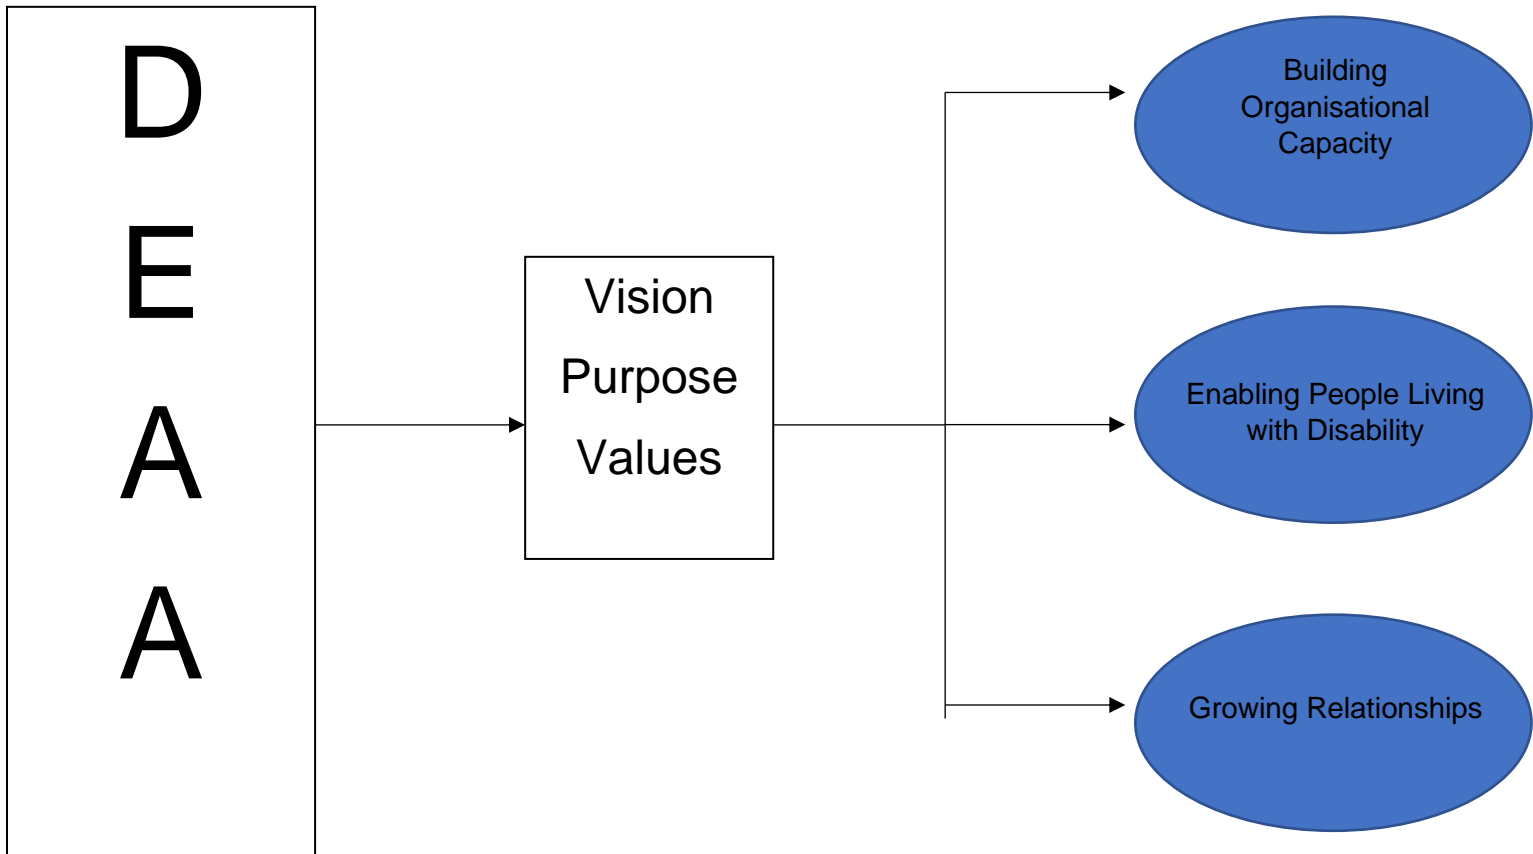 D
E
A
A
Vision
Purpose
Values
Building
Organisational
Capacity
Enabling People Living
with Disability
Growing Relationships